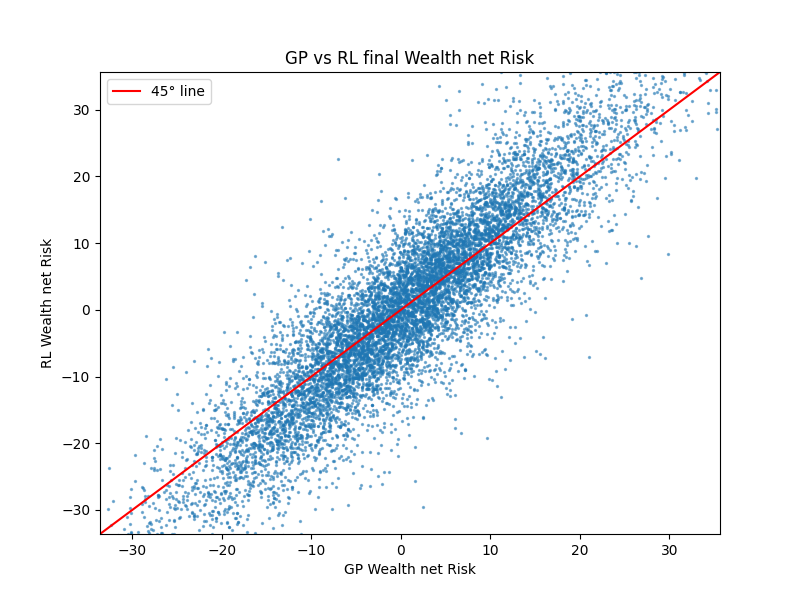 GP vs RL final Wealth net Risk
45° line
RL Wealth net Risk
30
20
10
0
−10
−20
−30
−30 −20 −10 0 10 20 30
GP Wealth net Risk